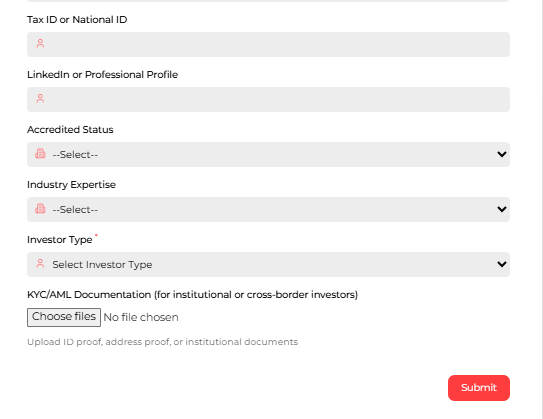 Tax ID or National ID
LinkedIn or Professional Profile
Accredited Status
--Select--
Industry Expertise
--Select--
Investor Type *
Select Investor Type
KYC/AML Documentation (for institutional or cross-border investors)
Choose files No file chosen
Upload ID proof, address proof, or institutional documents
Submit